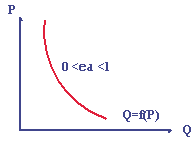 P
0 <ea <1
Q=f(P)
Q